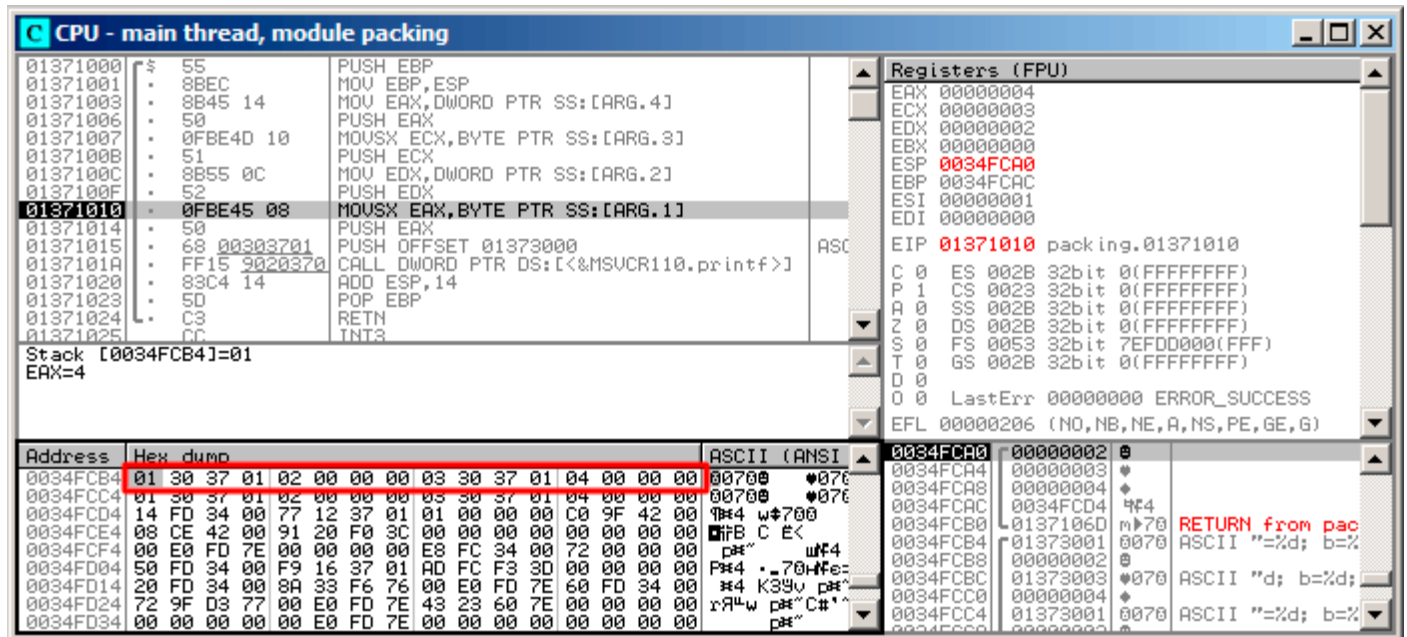 CPU - main thread, module packing
01371000 $ 55 PUSH EBP
01371001 . 8BEC MOV EBP,ESP
01371003 . 8B45 14 MOV EAX,DWORD PTR SS:[ARG.4]
01371006 . 50 PUSH EAX
01371007 . 0FBE4D 10 MOVSX ECX,BYTE PTR SS:[ARG.3]
0137100B . 51 PUSH ECX
0137100C . 8B55 0C MOV EDX,DWORD PTR SS:[ARG.2]
0137100F . 52 PUSH EDX
01371010 . 0FBE45 08 MOVSX EAX,BYTE PTR SS:[ARG.1]
01371014 . 50 PUSH EAX
01371015 . 68 00303701 PUSH OFFSET 01373000 ASC
0137101A . FF15 9020370 CALL DWORD PTR DS:[<&MSVCR110.printf>]
01371020 . 83C4 14 ADD ESP,14
01371023 . 5D POP EBP
01371024 . C3 RETN
01371025 CC INT3
Stack [0034FCB4]=01
EAX=4
Registers (FPU)
EAX 00000004
ECX 00000003
EDX 00000002
EBX 00000000
ESP 0034FCA0
EBP 0034FCAC
ESI 00000001
EDI 00000000
EIP 01371010 packing.01371010
C 0 ES 002B 32bit 0(FFFFFFFF)
P 1 CS 0023 32bit 0(FFFFFFFF)
A 0 SS 002B 32bit 0(FFFFFFFF)
Z 0 DS 002B 32bit 0(FFFFFFFF)
S 0 FS 0053 32bit 7EFDD000(FFF)
T 0 GS 002B 32bit 0(FFFFFFFF)
D 0
O 0 LastErr 00000000 ERROR_SUCCESS
EFL 00000206 (NO,NB,NE,A,NS,PE,GE,G)
Address Hex dump ASCII (ANSI
0034FCB4 01 30 37 01 02 00 00 00 03 30 37 01 04 00 00 00
0034FCC4 01 30 37 01 02 00 00 00 03 30 37 01 04 00 00 00
0034FCD4 14 FD 34 00 77 12 37 01 01 00 00 00 C0 9F 42 00
0034FCE4 08 CE 42 00 91 20 F0 3C 00 00 00 00 00 00 00 00
0034FCF4 00 E0 FD 7E 00 00 00 00 E8 FC 34 00 72 00 00 00
0034FD04 50 FD 34 00 F9 16 37 01 AD FC F3 3D 00 00 00 00
0034FD14 20 FD 34 00 8A 33 F6 76 00 E0 FD 7E 60 FD 34 00
0034FD24 72 9F D3 77 00 E0 FD 7E 43 23 60 7E 00 00 00 00
0034FD34 00 00 00 00 00 E0 FD 7E 00 00 00 00 00 00 00 00
0034FCA0 00000002
0034FCA4 00000003
0034FCA8 00000004
0034FCAC 0034FCD4
0034FCB0 0137106D RETURN from pac
0034FCB4 01373001 ASCII "=%d; b=%
0034FCB8 00000002
0034FCBC 01373003 ASCII "d; b=%d;
0034FCC0 00000004
0034FCC4 01373001 ASCII "=%d; b=%